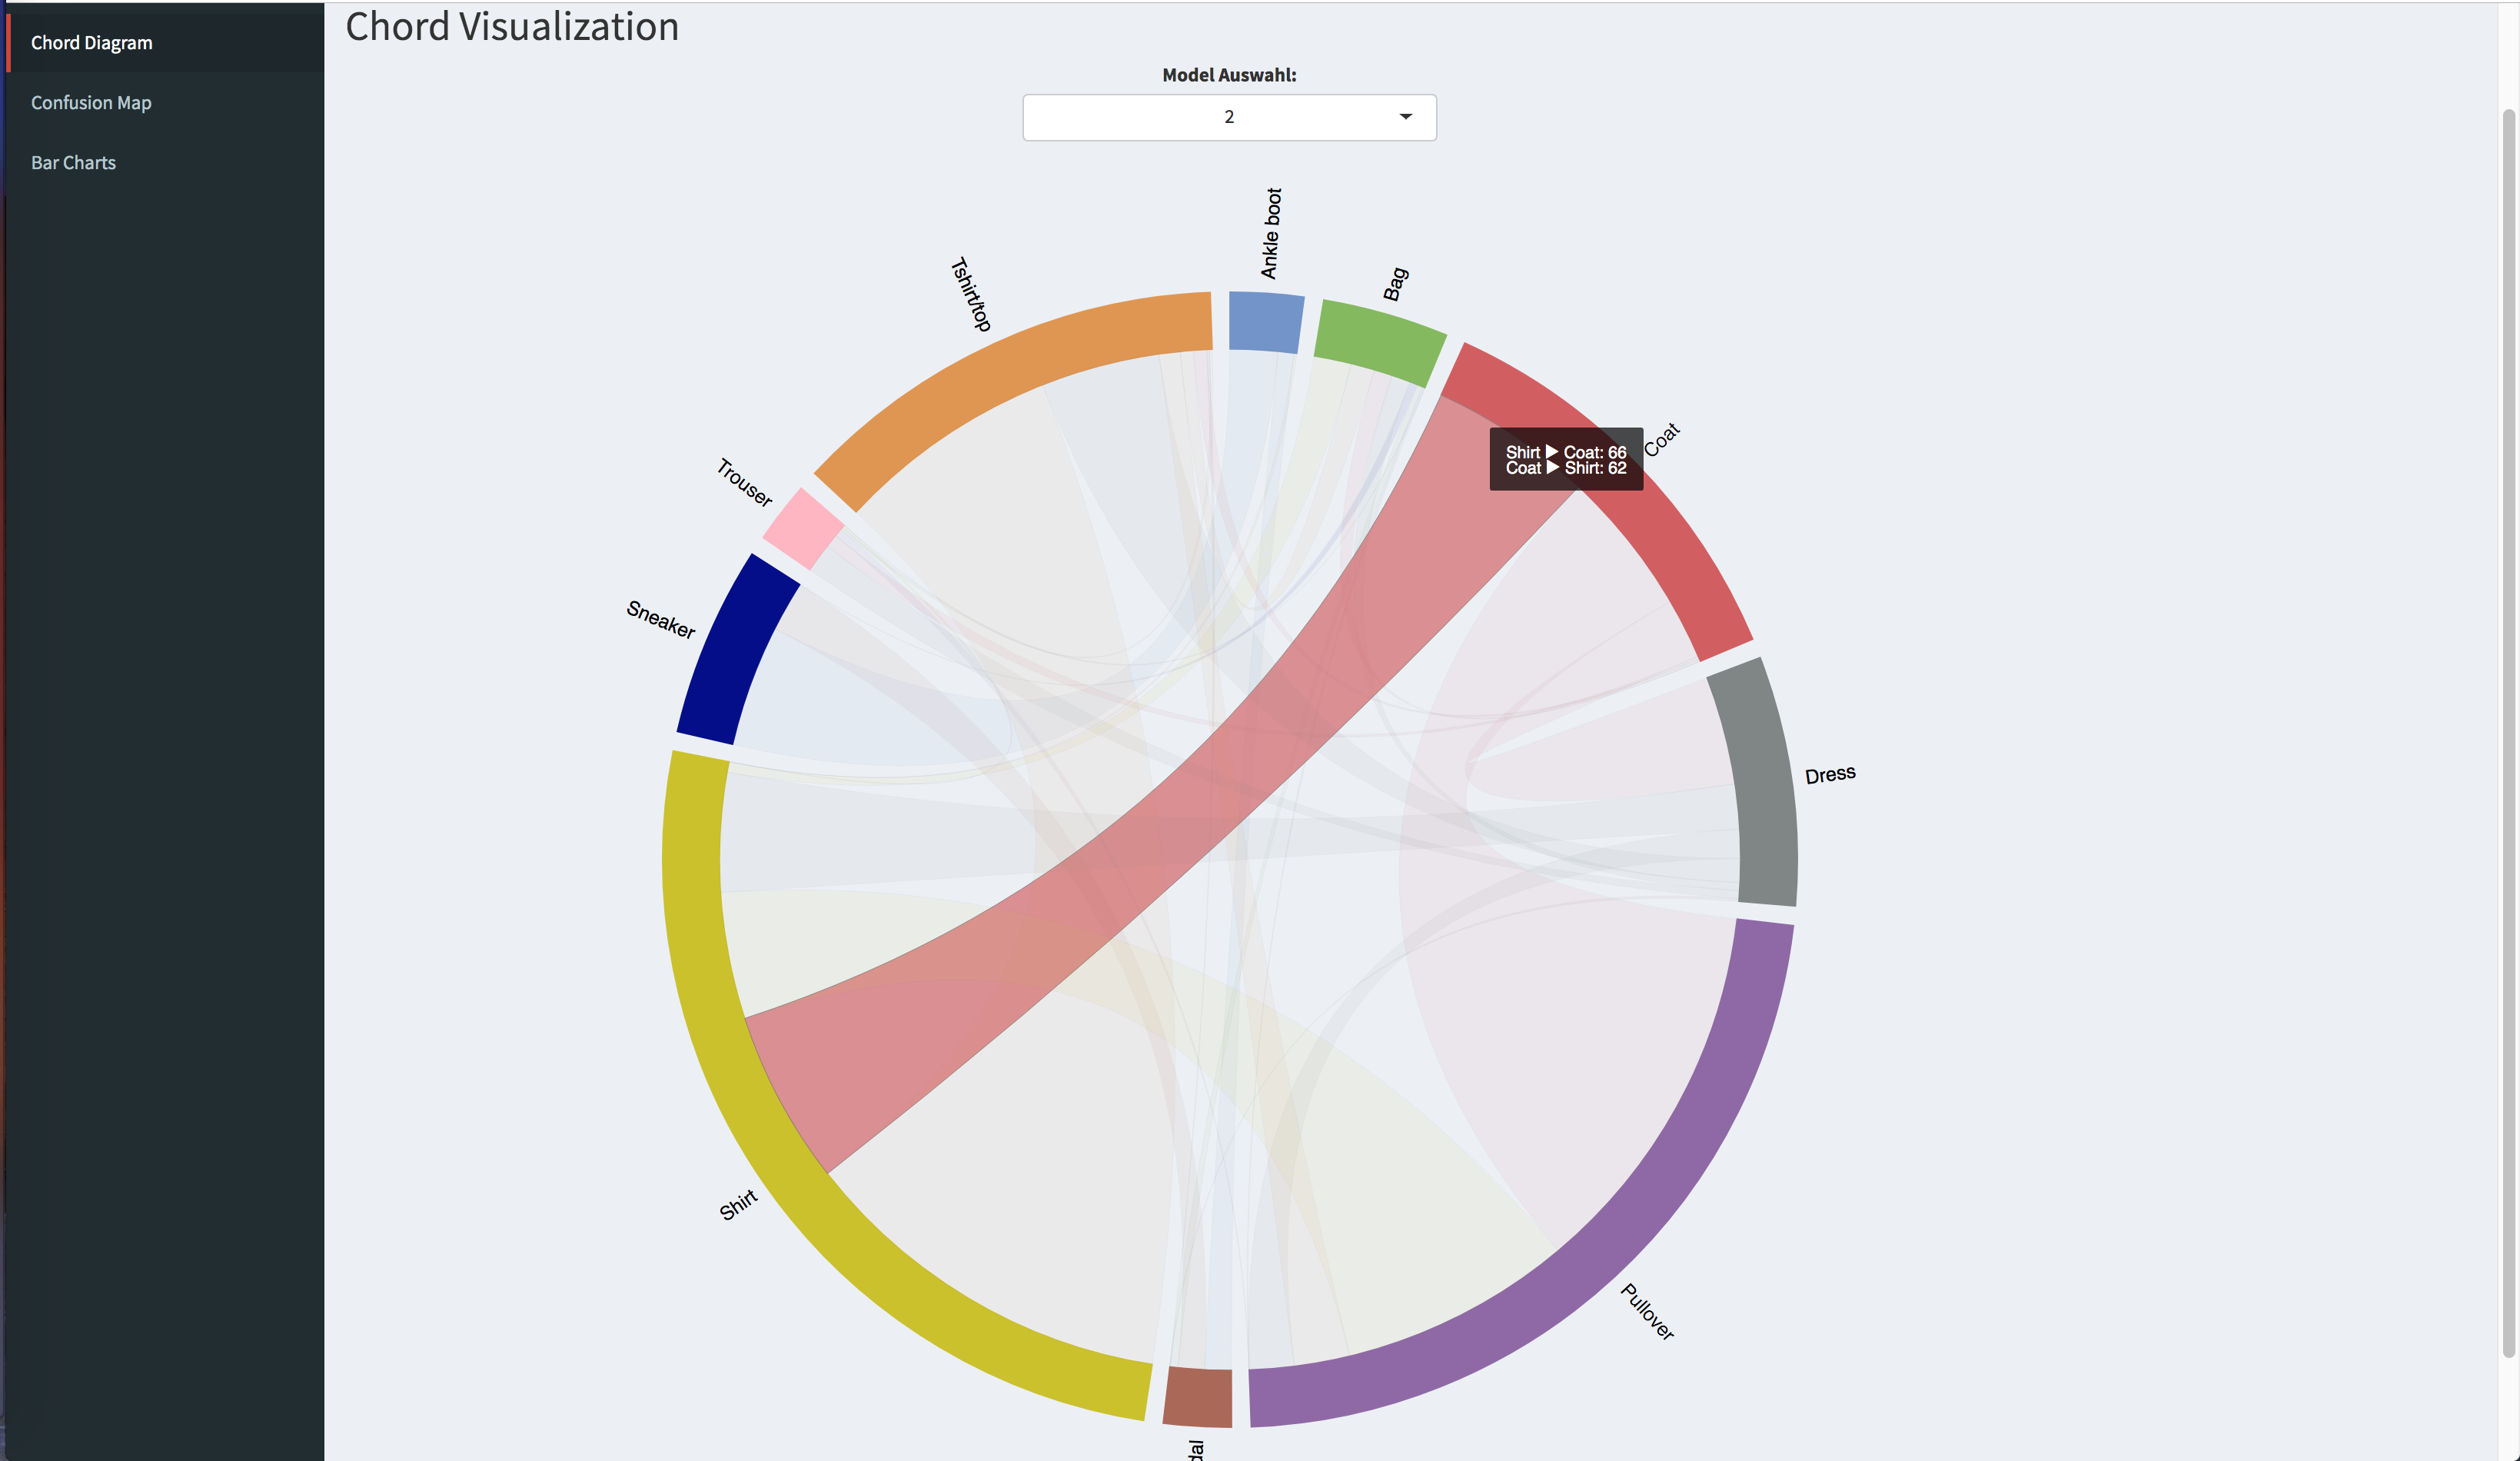 Chord Visualization
Chord Diagram
Confusion Map
Bar Charts
Model Auswahl:
2
Ankle boot
Bag
Tshirt/top
Coat
Shirt ▶ Coat: 66
Coat ▶ Shirt: 62
Trouser
Sneaker
Dress
Shirt
Pullover